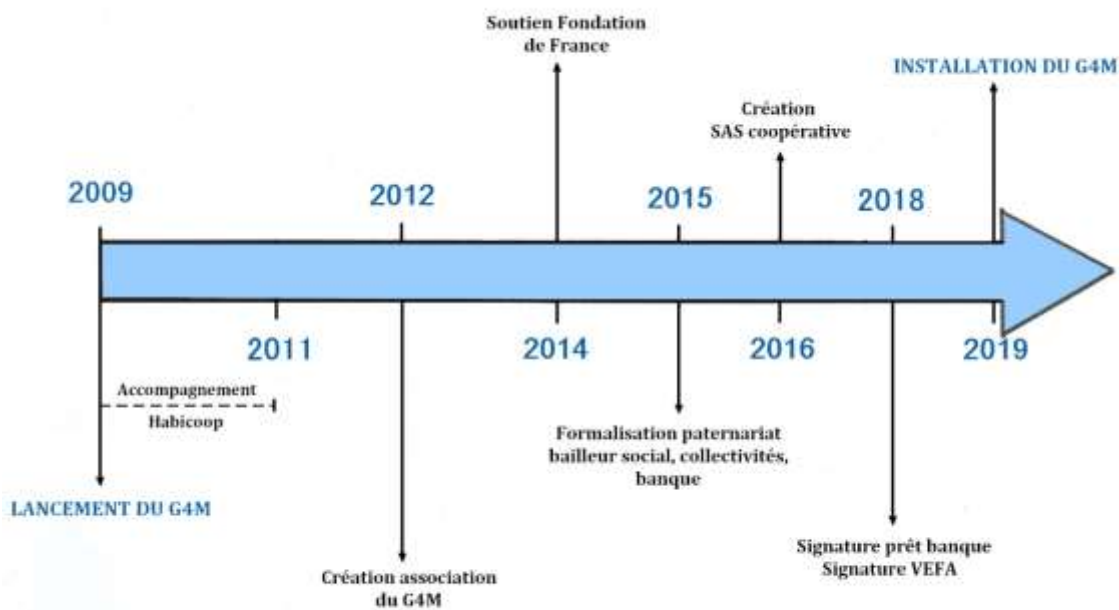 Soutien Fondation
de France
INSTALLATION DU G4M
Création
SAS coopérative
2009
2012
2015
2018
2011
2014
2016
2019
Accompagnement
Habicoop
Formalisation paternariat
bailleur social, collectivités,
banque
LANCEMENT DU G4M
Signature prêt banque
Signature VEFA
Création association
du G4M